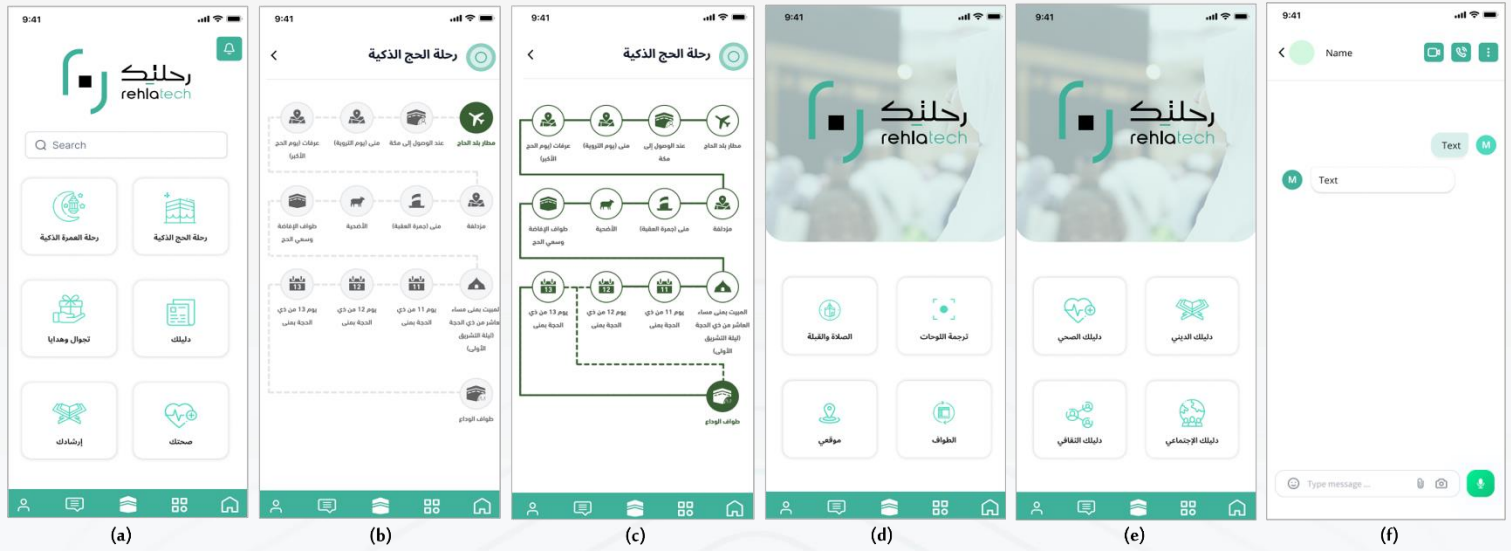 9:41
رحلتك
rehlatech
Search
رحلة الحج الذكية
رحلة العمرة الذكية
دليلك
تجوال وهدايا
صحتك
إرشادك
(a)
9:41
رحلة الحج الذكية
مطار بلد الحاج
عند الوصول إلى مكة
منى (يوم التروية)
عرفات (يوم الحج
الأكبر)
مزدلفة
منى (جمرة العقبة)
الأضحية
طواف الإفاضة
وسعي الحج
11
12
13
المبيت بمنى مساء
العاشر من ذي الحجة
(ليلة التشريق
الأولى)
يوم 11 من ذي
الحجة بمنى
يوم 12 من ذي
الحجة بمنى
يوم 13 من ذي
الحجة بمنى
طواف الوداع
(b)
9:41
رحلة الحج الذكية
مطار بلد الحاج
عند الوصول إلى
مكة
منى (يوم التروية)
عرفات (يوم الحج
الأكبر)
مزدلفة
منى (جمرة العقبة)
الأضحية
طواف الإفاضة
وسعي الحج
11
12
13
المبيت بمنى مساء
العاشر من ذي الحجة
(ليلة التشريق
الأولى)
يوم 11 من ذي
الحجة بمنى
يوم 12 من ذي
الحجة بمنى
يوم 13 من ذي
الحجة بمنى
طواف الوداع
(c)
9:41
رحلتك
rehlatech
ترجمة اللوحات
الصلاة والقبلة
الطواف
موقعي
(d)
9:41
رحلتك
rehlatech
دليلك الديني
دليلك الصحي
دليلك الإجتماعي
دليلك الثقافي
(e)
9:41
Name
Text
M
M
Text
Type message ...
(f)